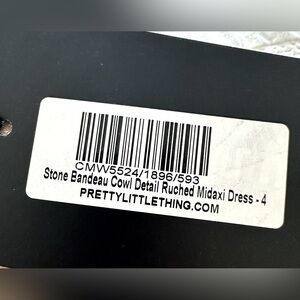 CMW5524/1896/593
Stone Bandeau Cowl Detail Ruched Midaxi Dress - 4
PRETTYLITTLETHING.COM